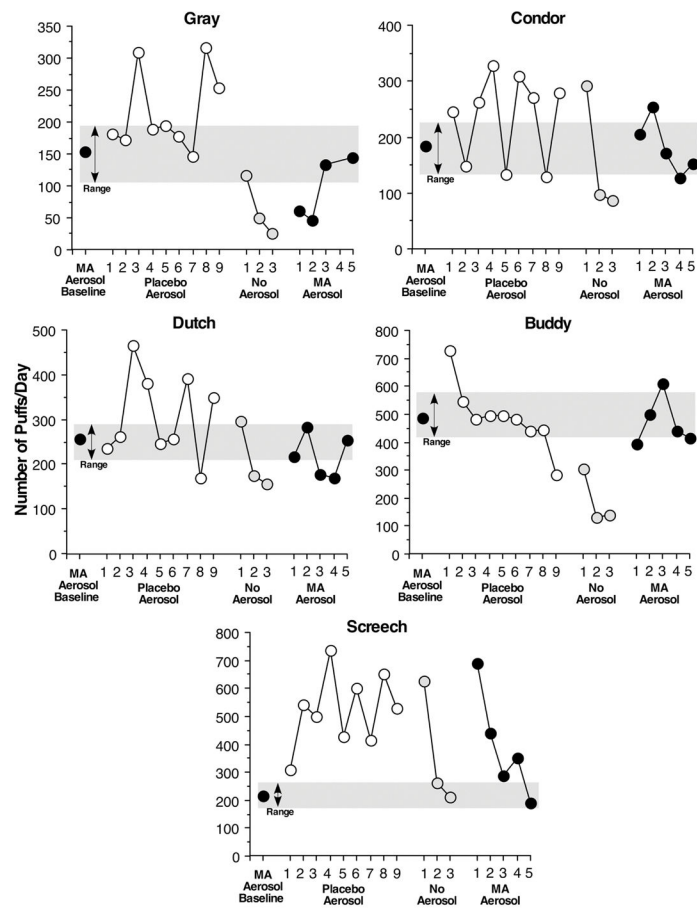 Gray
350
300
250
200
150
100
50
0
Range
1 2 3 4 5 6 7 8 9 1 2 3 1 2 3 4 5
MA Aerosol Baseline
Placebo Aerosol
No Aerosol
MA Aerosol
Condor
400
300
200
100
0
Range
1 2 3 4 5 6 7 8 9 1 2 3 1 2 3 4 5
MA Aerosol Baseline
Placebo Aerosol
No Aerosol
MA Aerosol
Number of Puffs/Day
Dutch
500
400
300
200
100
0
Range
1 2 3 4 5 6 7 8 9 1 2 3 1 2 3 4 5
MA Aerosol Baseline
Placebo Aerosol
No Aerosol
MA Aerosol
Buddy
800
700
600
500
400
300
200
100
0
Range
1 2 3 4 5 6 7 8 9 1 2 3 1 2 3 4 5
MA Aerosol Baseline
Placebo Aerosol
No Aerosol
MA Aerosol
Screech
800
700
600
500
400
300
200
100
0
Range
1 2 3 4 5 6 7 8 9 1 2 3 1 2 3 4 5
MA Aerosol Baseline
Placebo Aerosol
No Aerosol
MA Aerosol